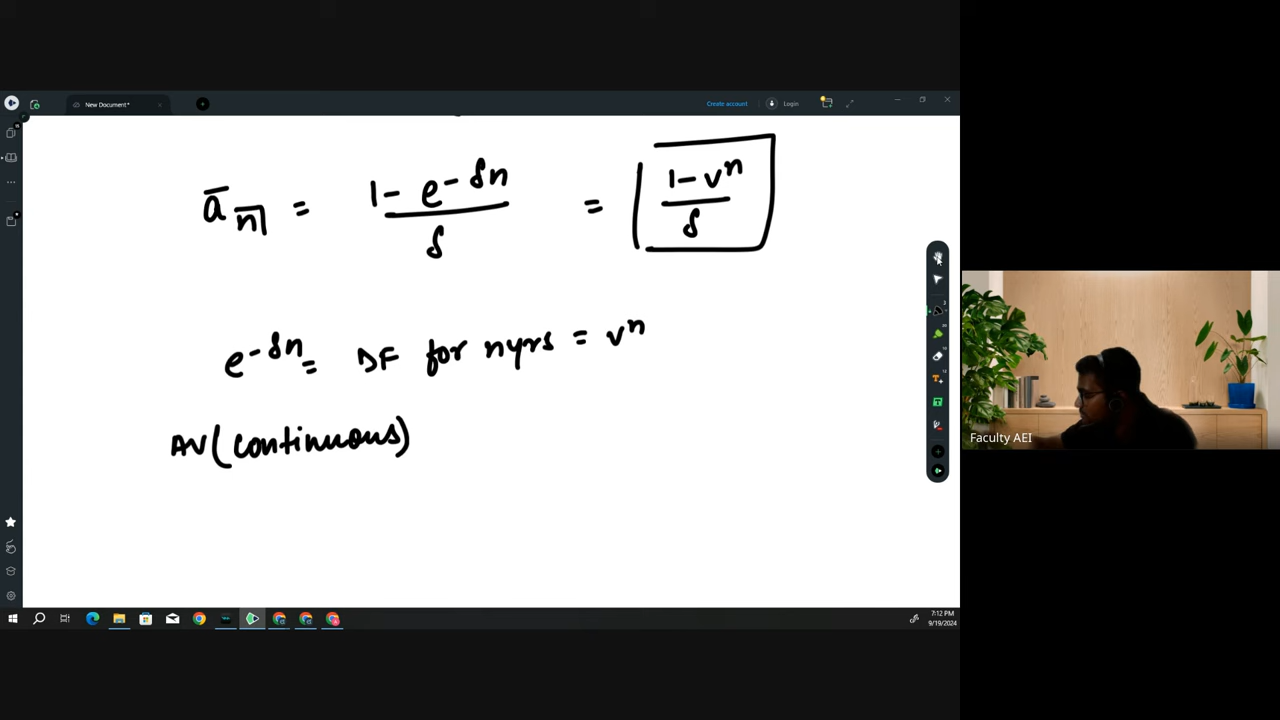 New Document*
Create account
Login
ā n̅| = 1 - e^-δn / δ = 1 - v^n / δ
e^-δn = DF for n yrs = v^n
AV(continuous)
Faculty AEI
7:12 PM
9/19/2024